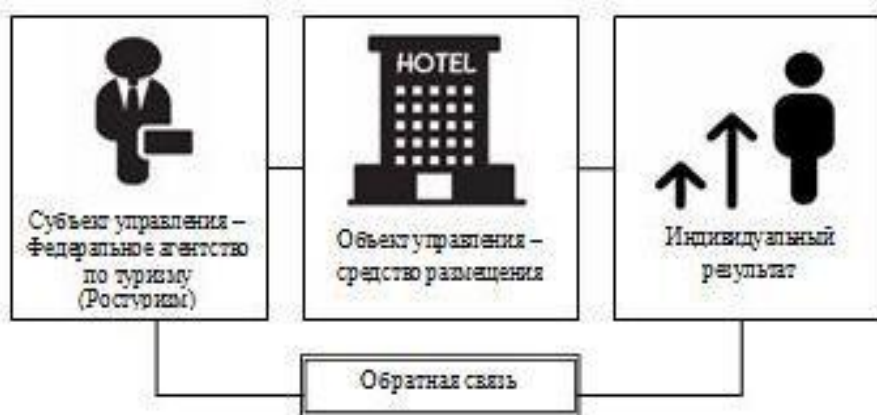 Субъект управления –
Федеральное агентство
по туризму
(Ростуризм)
HOTEL
Объект управления –
средство размещения
Индивидуальный
результат
Обратная связь